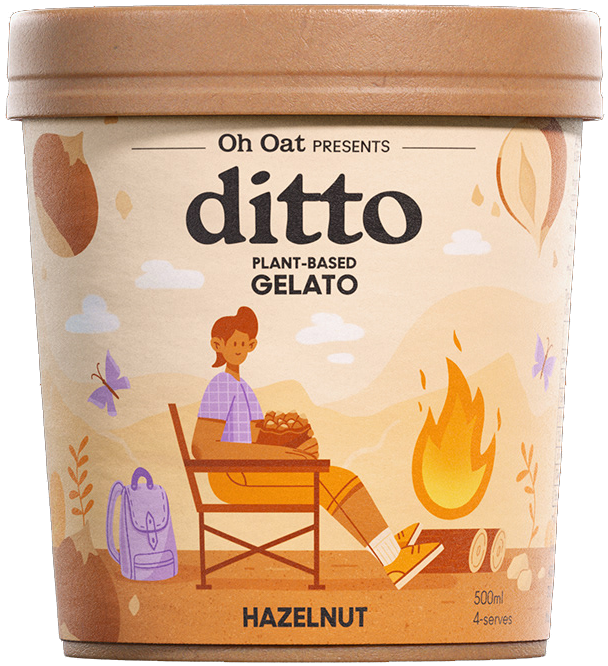 Oh Oat PRESENTS
ditto
PLANT-BASED
GELATO
HAZELNUT
500ml
4-serves